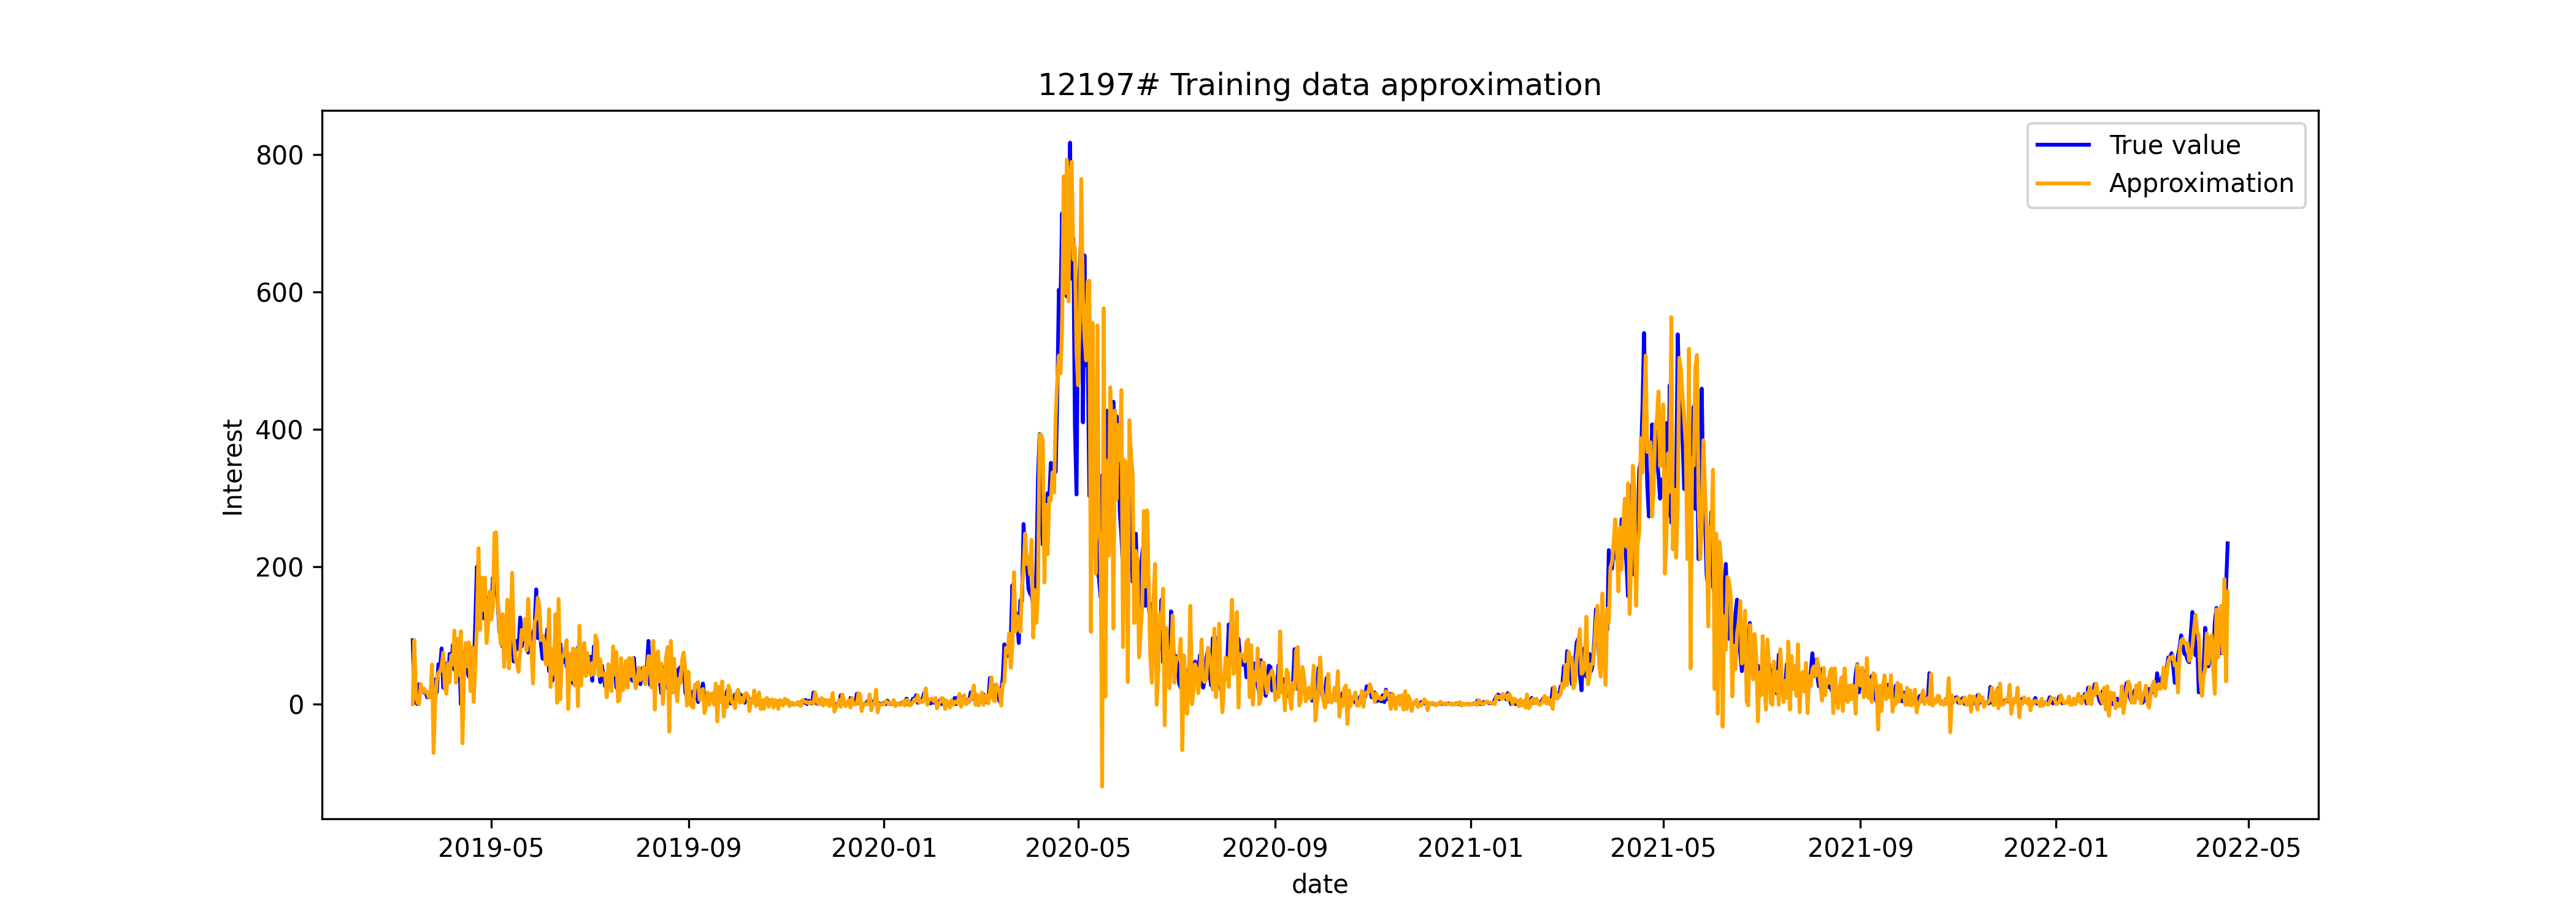 12197# Training data approximation
True value
Approximation
800
600
400
200
0
Interest
2019-05 2019-09 2020-01 2020-05 2020-09 2021-01 2021-05 2021-09 2022-01 2022-05
date